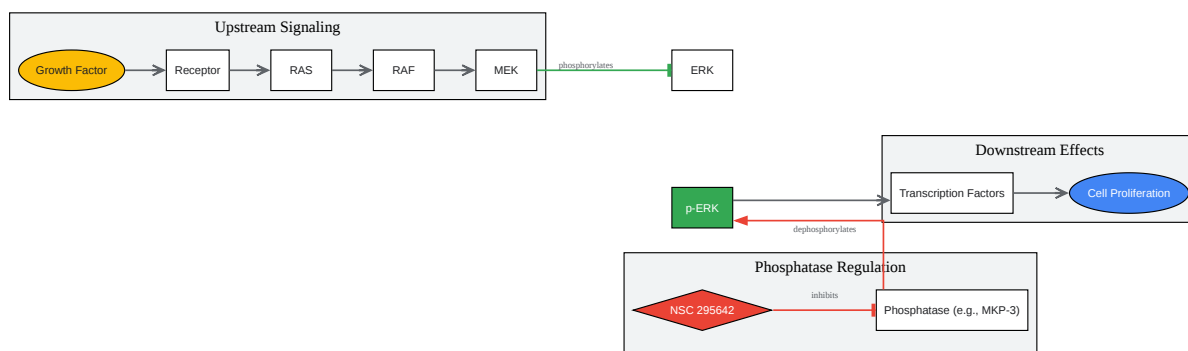 Upstream Signaling
Growth Factor
Receptor
RAS
RAF
MEK
phosphorylates
ERK
Downstream Effects
p-ERK
Transcription Factors
Cell Proliferation
dephosphorylates
Phosphatase Regulation
NSC 295642
inhibits
Phosphatase (e.g., MKP-3)